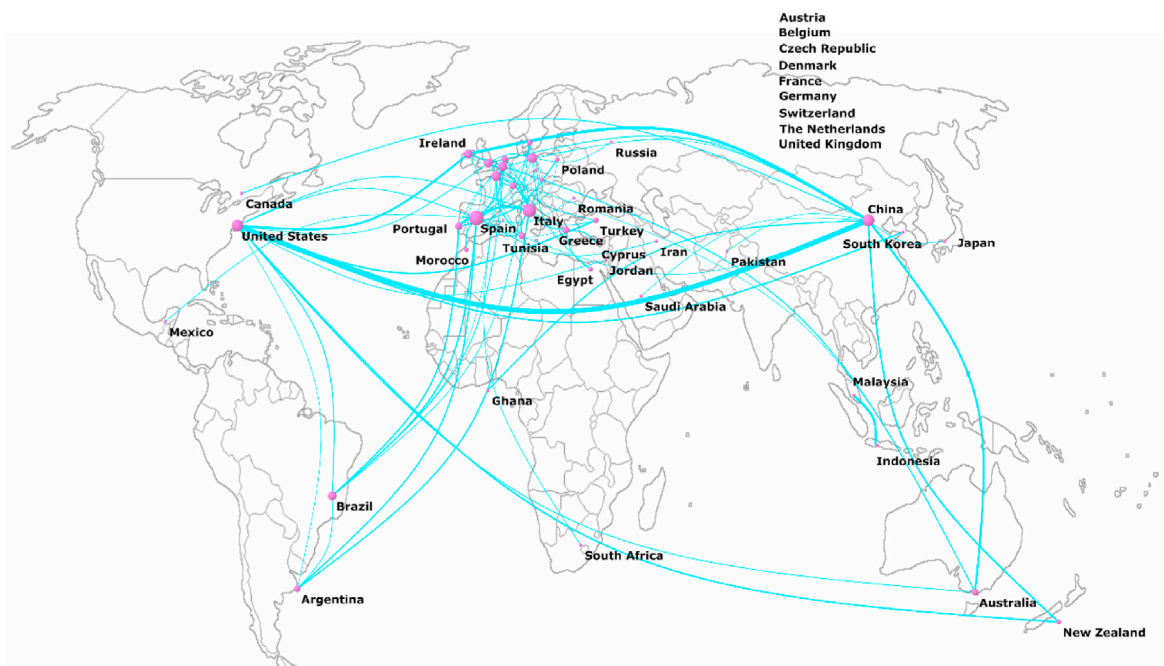 Austria
Belgium
Czech Republic
Denmark
France
Germany
Switzerland
The Netherlands
United Kingdom
Ireland
Russia
Poland
Canada
Romania
China
United States
Portugal
Spain
Italy
Turkey
Tunisia
Greece
South Korea
Japan
Morocco
Cyprus
Iran
Pakistan
Jordan
Egypt
Saudi Arabia
Mexico
Malaysia
Ghana
Indonesia
Brazil
South Africa
Argentina
Australia
New Zealand